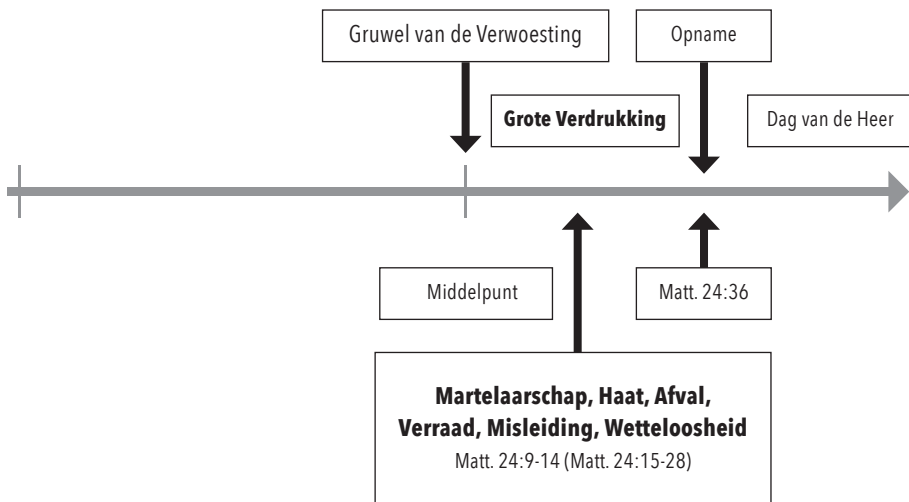 Gruwel van de Verwoesting
Opname
Grote Verdrukking
Dag van de Heer
Middelpunt
Matt. 24:36
Martelaarschap, Haat, Afval,
Verraad, Misleiding, Wetteloosheid
Matt. 24:9-14 (Matt. 24:15-28)